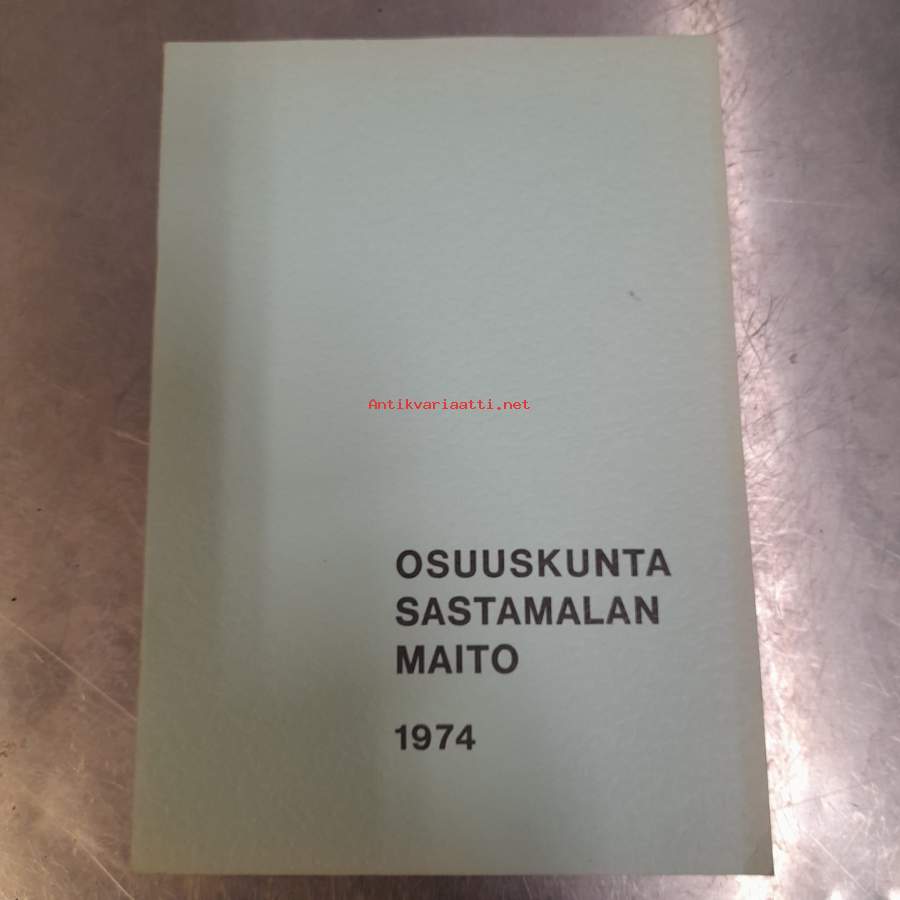 Antikvariaatti.net
OSUUSKUNTA
SASTAMALAN
MAITO
1974